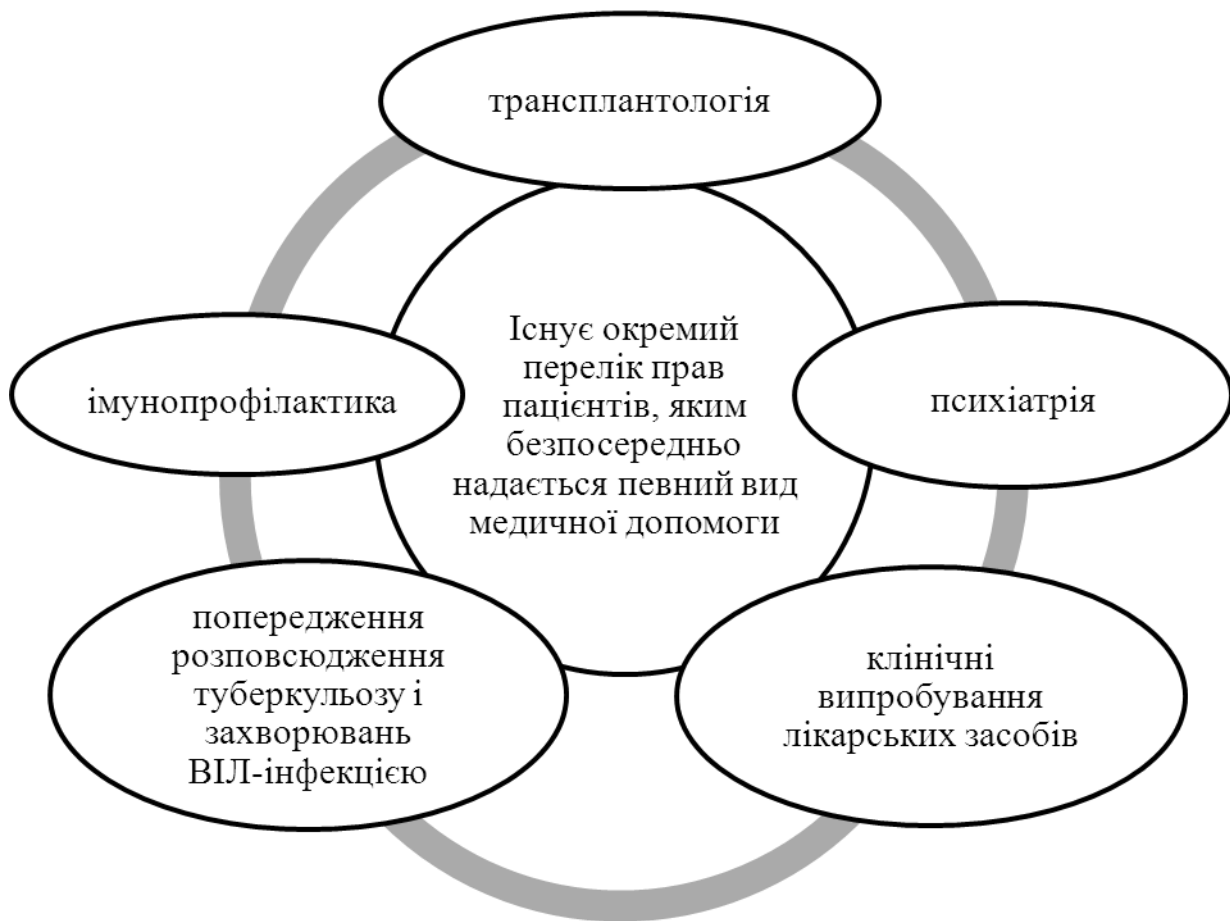 трансплантологія
Існує окремий
перелік прав
пацієнтів, яким
безпосередньо
надається певний вид
медичної допомоги
імунопрофілактика
психіатрія
попередження
розповсюдження
туберкульозу і
захворювань
ВІЛ-інфекцією
клінічні
випробування
лікарських засобів